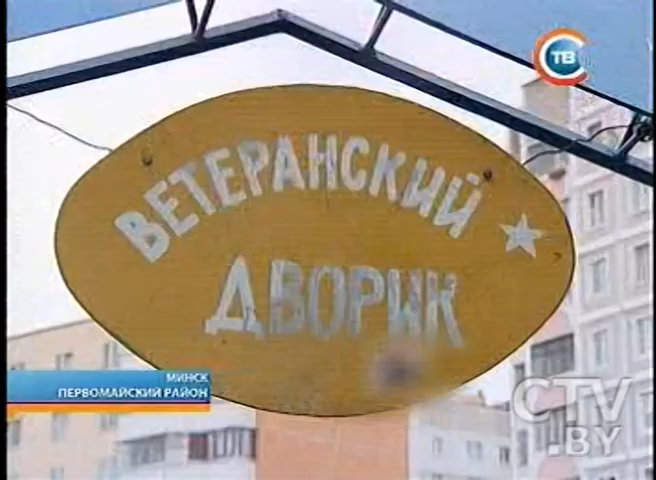 СТВ
ВЕТЕРАНСКИЙ
ДВОРИК
МИНСК
ПЕРВОМАЙСКИЙ РАЙОН
CTV
.BY